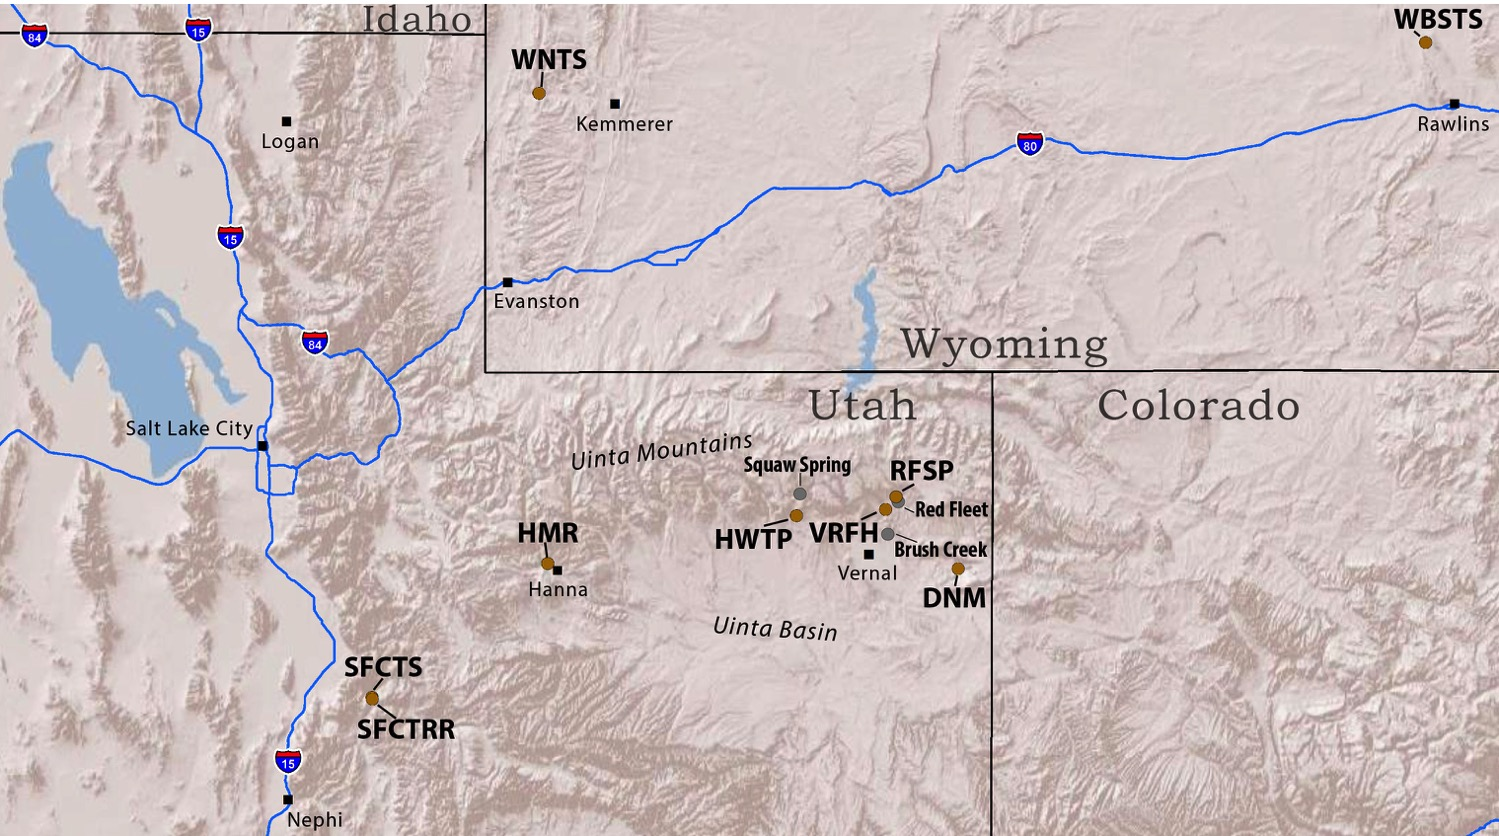 Idaho
WBSTS
84
15
WNTS
Kemmerer
Rawlins
Logan
80
15
Evanston
84
Wyoming
Utah
Colorado
Salt Lake City
Uinta Mountains
Squaw Spring
RFSP
Red Fleet
HMR
HWTP
VRFH
Brush Creek
Vernal
Hanna
DNM
Uinta Basin
SFCTS
SFCTRR
15
Nephi